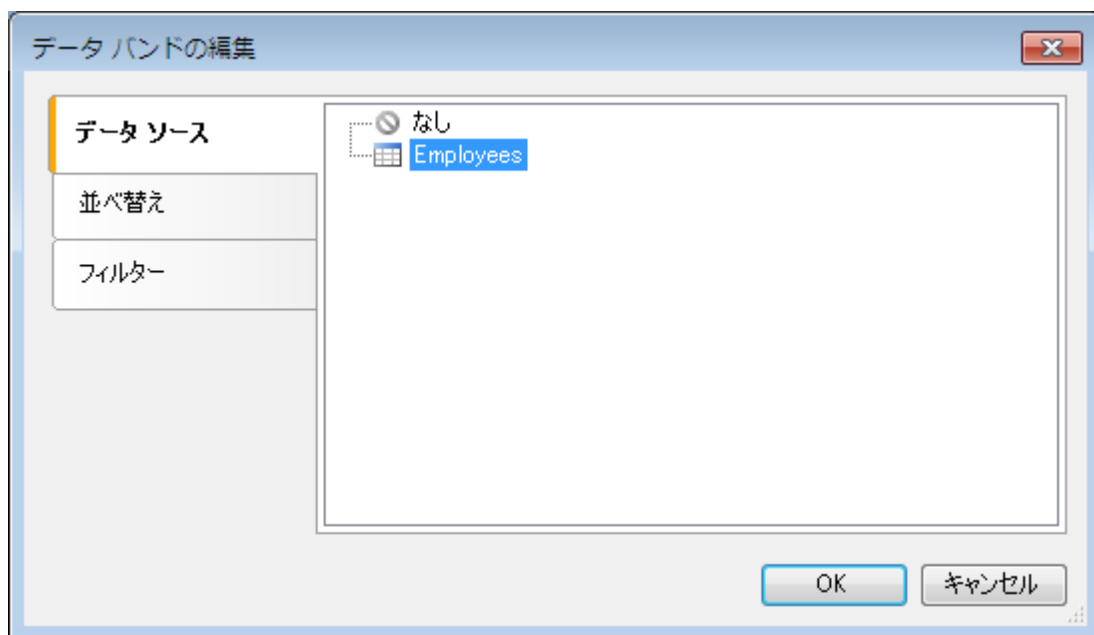 データ バンドの編集
データ ソース
並べ替え
フィルター
なし
Employees
OK
キャンセル